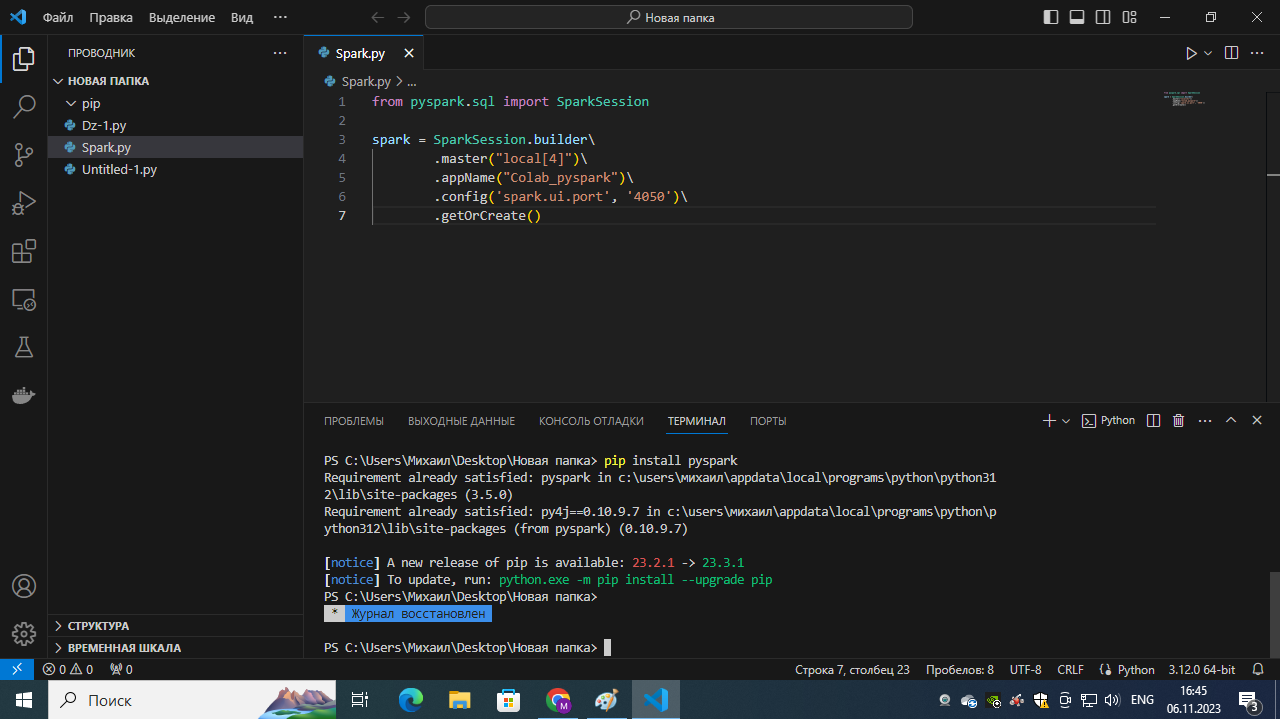 Файл Правка Выделение Вид ··· Новая папка
ПРОВОДНИК ···
НОВАЯ ПАПКА
pip
Dz-1.py
Spark.py
Untitled-1.py
СТРУКТУРА
ВРЕМЕННАЯ ШКАЛА
Spark.py
Spark.py > ...
1 from pyspark.sql import SparkSession
2
3 spark = SparkSession.builder\
4 .master("local[4]")\
5 .appName("Colab_pyspark")\
6 .config('spark.ui.port', '4050')\
7 .getOrCreate()
ПРОБЛЕМЫ ВЫХОДНЫЕ ДАННЫЕ КОНСОЛЬ ОТЛАДКИ ТЕРМИНАЛ ПОРТЫ Python
PS C:\Users\Михаил\Desktop\Новая папка> pip install pyspark
Requirement already satisfied: pyspark in c:\users\михаил\appdata\local\programs\python\python31
2\lib\site-packages (3.5.0)
Requirement already satisfied: py4j==0.10.9.7 in c:\users\михаил\appdata\local\programs\python\p
ython312\lib\site-packages (from pyspark) (0.10.9.7)
[notice] A new release of pip is available: 23.2.1 -> 23.3.1
[notice] To update, run: python.exe -m pip install --upgrade pip
PS C:\Users\Михаил\Desktop\Новая папка>
* Журнал восстановлен
PS C:\Users\Михаил\Desktop\Новая папка>
0 0 0 Строка 7, столбец 23 Пробелов: 8 UTF-8 CRLF Python 3.12.0 64-bit
Поиск
ENG
16:45
06.11.2023
3